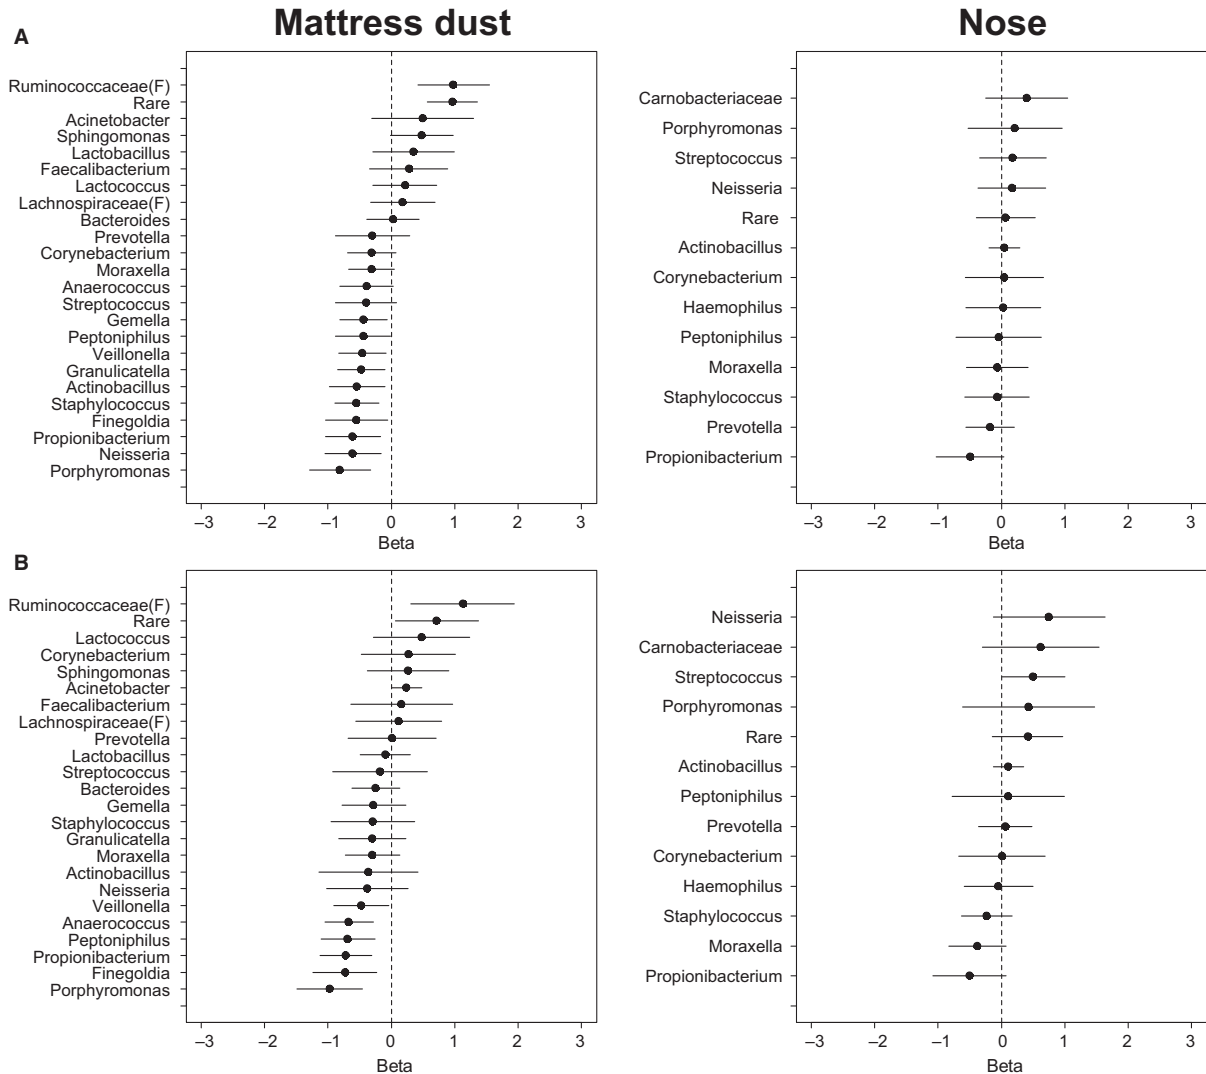 Mattress dust
Nose
A
Ruminococcaceae(F)
Rare
Acinetobacter
Sphingomonas
Lactobacillus
Faecalibacterium
Lactococcus
Lachnospiraceae(F)
Bacteroides
Prevotella
Corynebacterium
Moraxella
Anaerococcus
Streptococcus
Gemella
Peptoniphilus
Veillonella
Granulicatella
Actinobacillus
Staphylococcus
Finegoldia
Propionibacterium
Neisseria
Porphyromonas
–3 –2 –1 0 1 2 3
Beta
Carnobacteriaceae
Porphyromonas
Streptococcus
Neisseria
Rare
Actinobacillus
Corynebacterium
Haemophilus
Peptoniphilus
Moraxella
Staphylococcus
Prevotella
Propionibacterium
–3 –2 –1 0 1 2 3
Beta
B
Ruminococcaceae(F)
Rare
Lactococcus
Corynebacterium
Sphingomonas
Acinetobacter
Faecalibacterium
Lachnospiraceae(F)
Prevotella
Lactobacillus
Streptococcus
Bacteroides
Gemella
Staphylococcus
Granulicatella
Moraxella
Actinobacillus
Neisseria
Veillonella
Anaerococcus
Peptoniphilus
Propionibacterium
Finegoldia
Porphyromonas
–3 –2 –1 0 1 2 3
Beta
Neisseria
Carnobacteriaceae
Streptococcus
Porphyromonas
Rare
Actinobacillus
Peptoniphilus
Prevotella
Corynebacterium
Haemophilus
Staphylococcus
Moraxella
Propionibacterium
–3 –2 –1 0 1 2 3
Beta